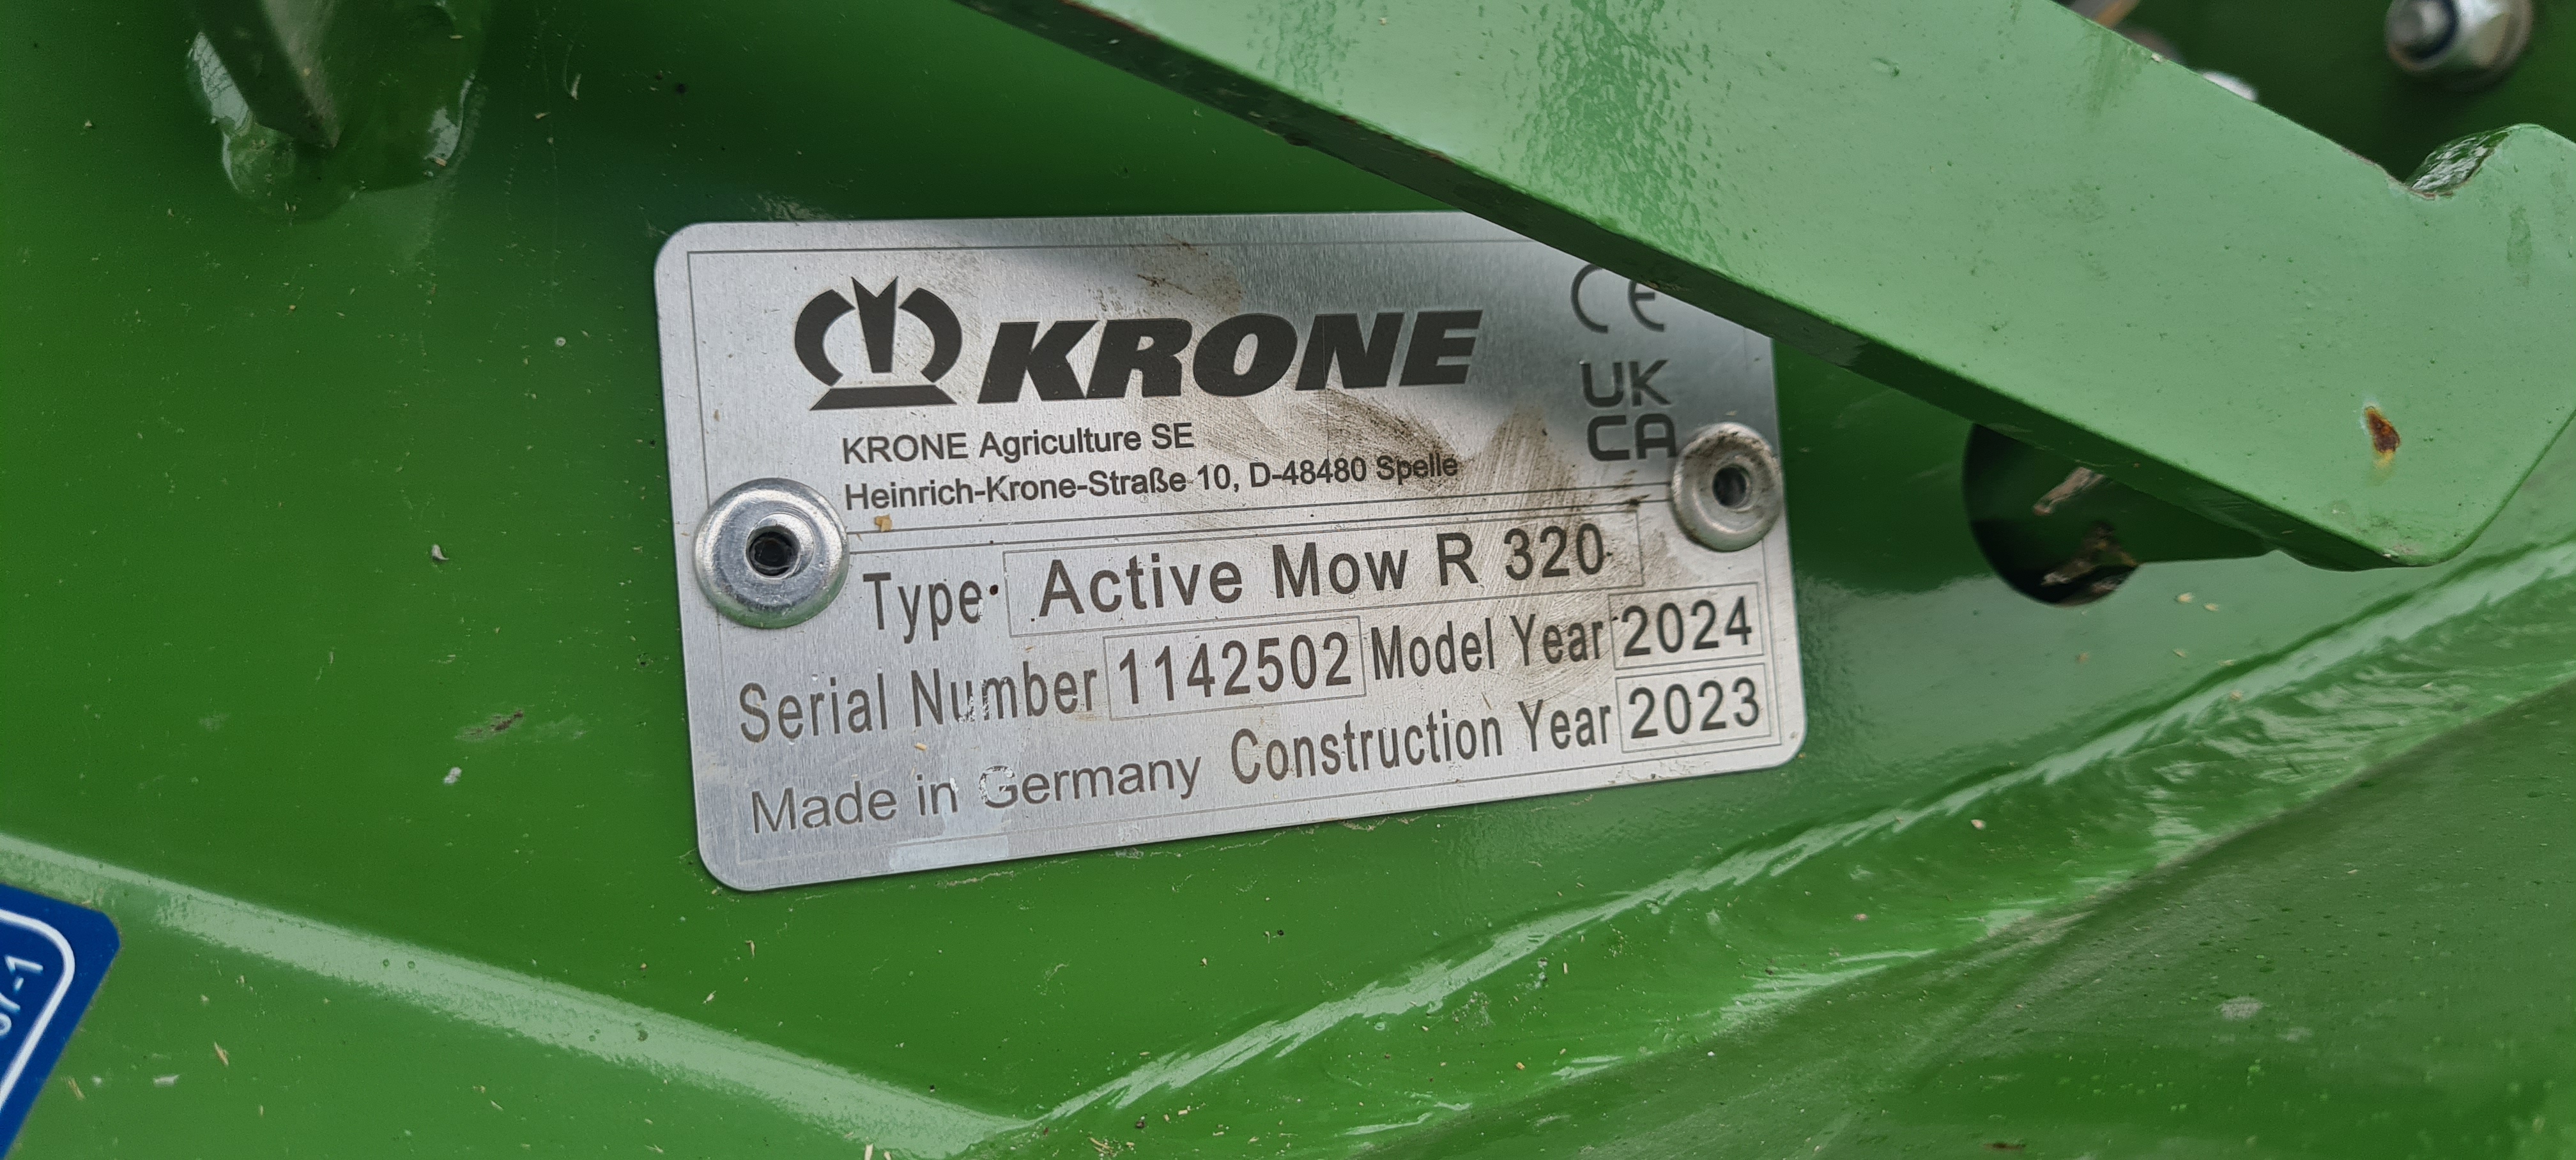 KRONE
CE
UK
CA
KRONE Agriculture SE
Heinrich-Krone-Straße 10, D-48480 Spelle
Type Active Mow R 320
Serial Number 1142502 Model Year 2024
Made in Germany Construction Year 2023